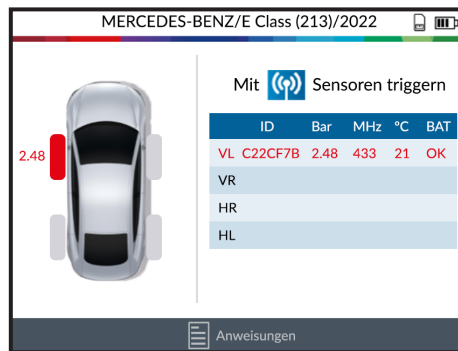 MERCEDES-BENZ/E Class (213)/2022
Mit Sensoren triggern
ID Bar MHz °C BAT
2.48
VL C22CF7B 2.48 433 21 OK
VR
HR
HL
Anweisungen